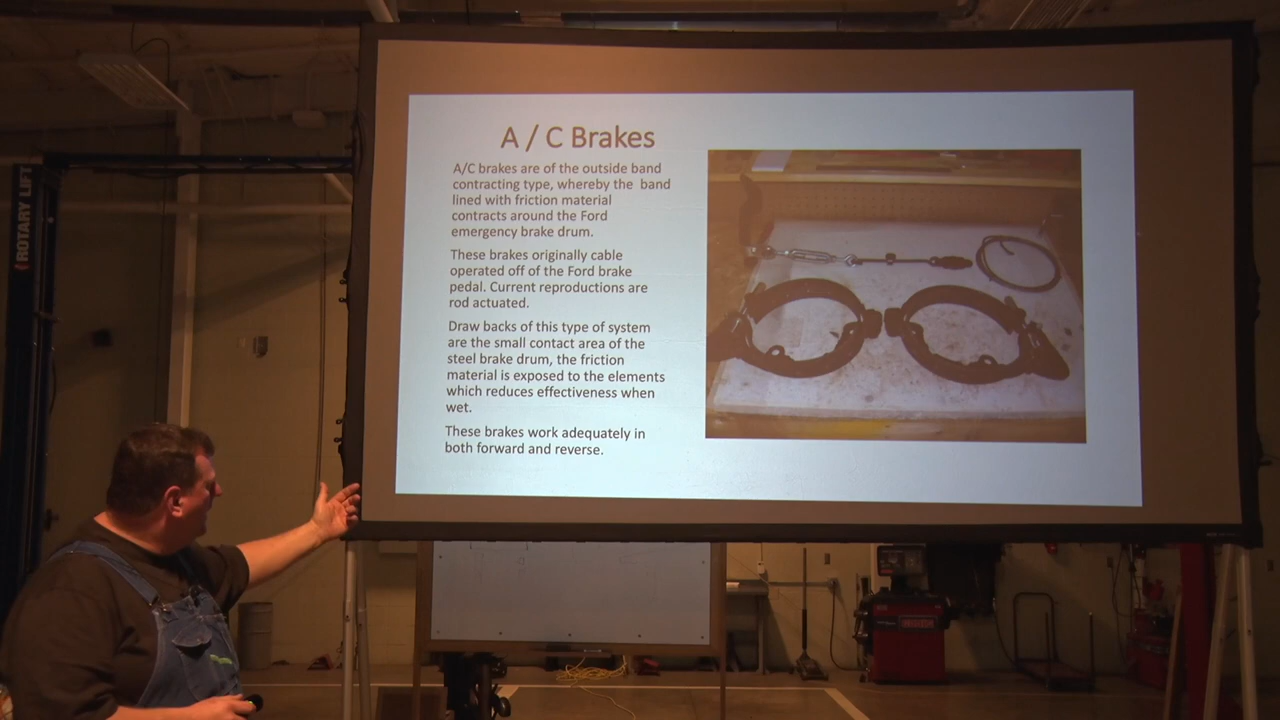 A / C Brakes
A/C brakes are of the outside band
contracting type, whereby the band
lined with friction material
contracts around the Ford
emergency brake drum.
These brakes originally cable
operated off of the Ford brake
pedal. Current reproductions are
rod actuated.
Draw backs of this type of system
are the small contact area of the
steel brake drum, the friction
material is exposed to the elements
which reduces effectiveness when
wet.
These brakes work adequately in
both forward and reverse.
ROTARY LIFT